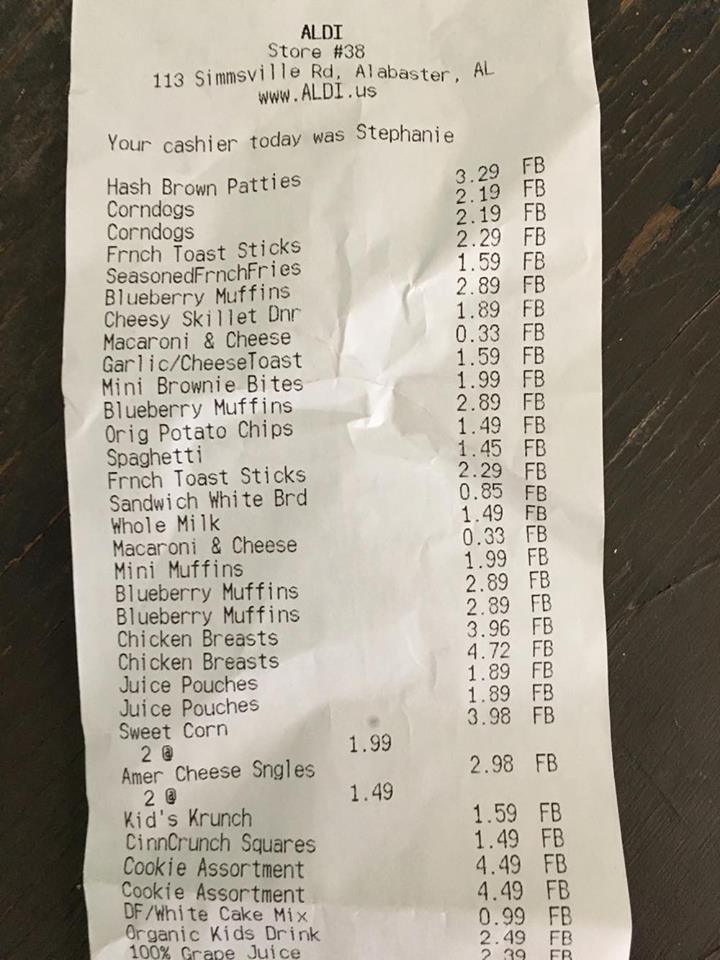 ALDI
Store #38
113 Simmsville Rd, Alabaster, AL
www.ALDI.us
Your cashier today was Stephanie
Hash Brown Patties 3.29 FB
Corndogs 2.19 FB
Corndogs 2.19 FB
Frnch Toast Sticks 2.29 FB
SeasonedFrnchFries 1.59 FB
Blueberry Muffins 2.89 FB
Cheesy Skillet Dnr 1.89 FB
Macaroni & Cheese 0.33 FB
Garlic/CheeseToast 1.59 FB
Mini Brownie Bites 1.99 FB
Blueberry Muffins 2.89 FB
Orig Potato Chips 1.49 FB
Spaghetti 1.45 FB
Frnch Toast Sticks 2.29 FB
Sandwich White Brd 0.85 FB
Whole Milk 1.49 FB
Macaroni & Cheese 0.33 FB
Mini Muffins 1.99 FB
Blueberry Muffins 2.89 FB
Blueberry Muffins 2.89 FB
Chicken Breasts 3.96 FB
Chicken Breasts 4.72 FB
Juice Pouches 1.89 FB
Juice Pouches 1.89 FB
Sweet Corn 3.98 FB
2 @ 1.99
Amer Cheese Sngles 2.98 FB
2 @ 1.49
Kid's Krunch 1.59 FB
CinnCrunch Squares 1.49 FB
Cookie Assortment 4.49 FB
Cookie Assortment 4.49 FB
DF/White Cake Mix 0.99 FB
Organic Kids Drink 2.49 FB
100% Grape Juice 2.39 FB